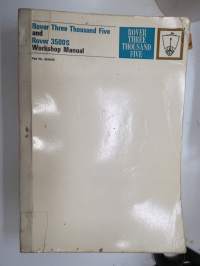 Rover Three Thousand Five
and
Rover 3500S
Workshop Manual
ROVER
THREE
THOUSAND
FIVE